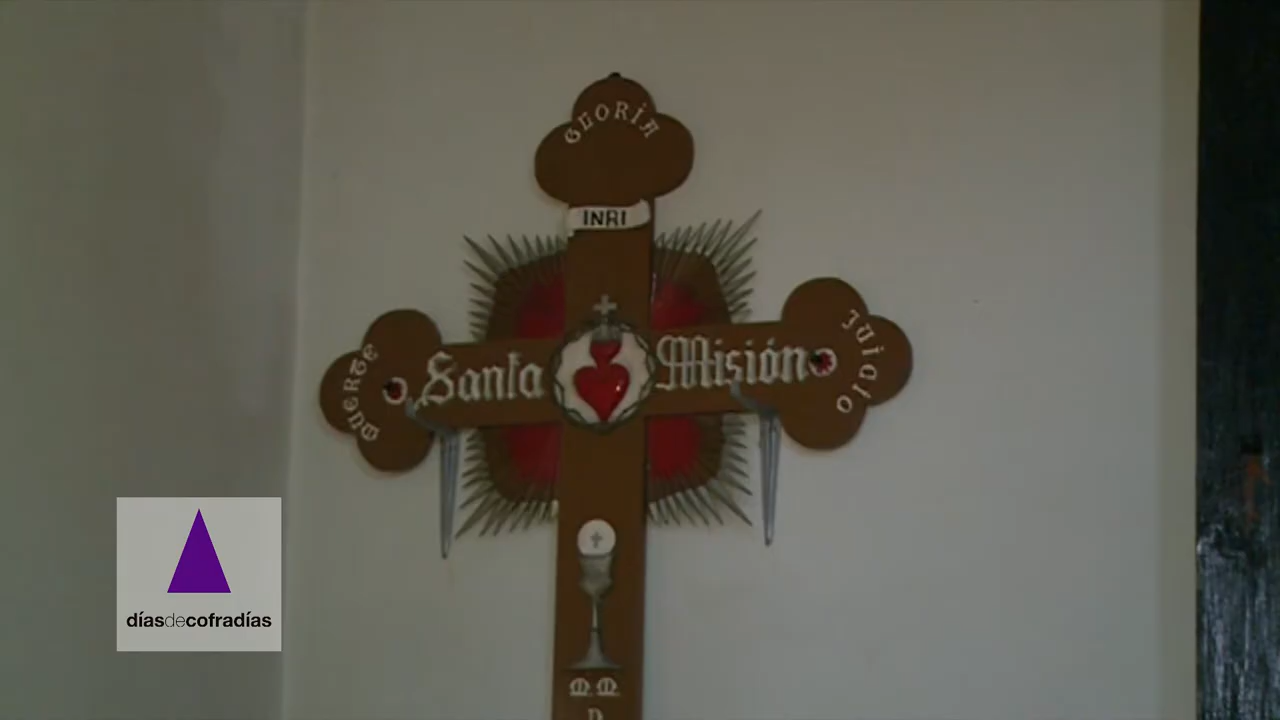 GLORIA
INRI
MUERTE
Santa Misión
JUICIO
M.M.
P
díasdecofradías